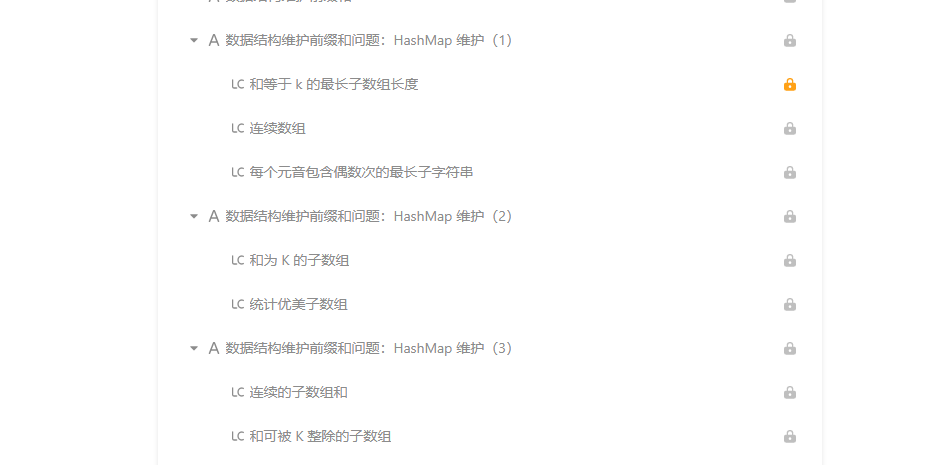 A 数据结构维护前缀和问题：HashMap 维护（1）
LC 和等于 k 的最长子数组长度
LC 连续数组
LC 每个元音包含偶数次的最长子字符串
A 数据结构维护前缀和问题：HashMap 维护（2）
LC 和为 K 的子数组
LC 统计优美子数组
A 数据结构维护前缀和问题：HashMap 维护（3）
LC 连续的子数组和
LC 和可被 K 整除的子数组